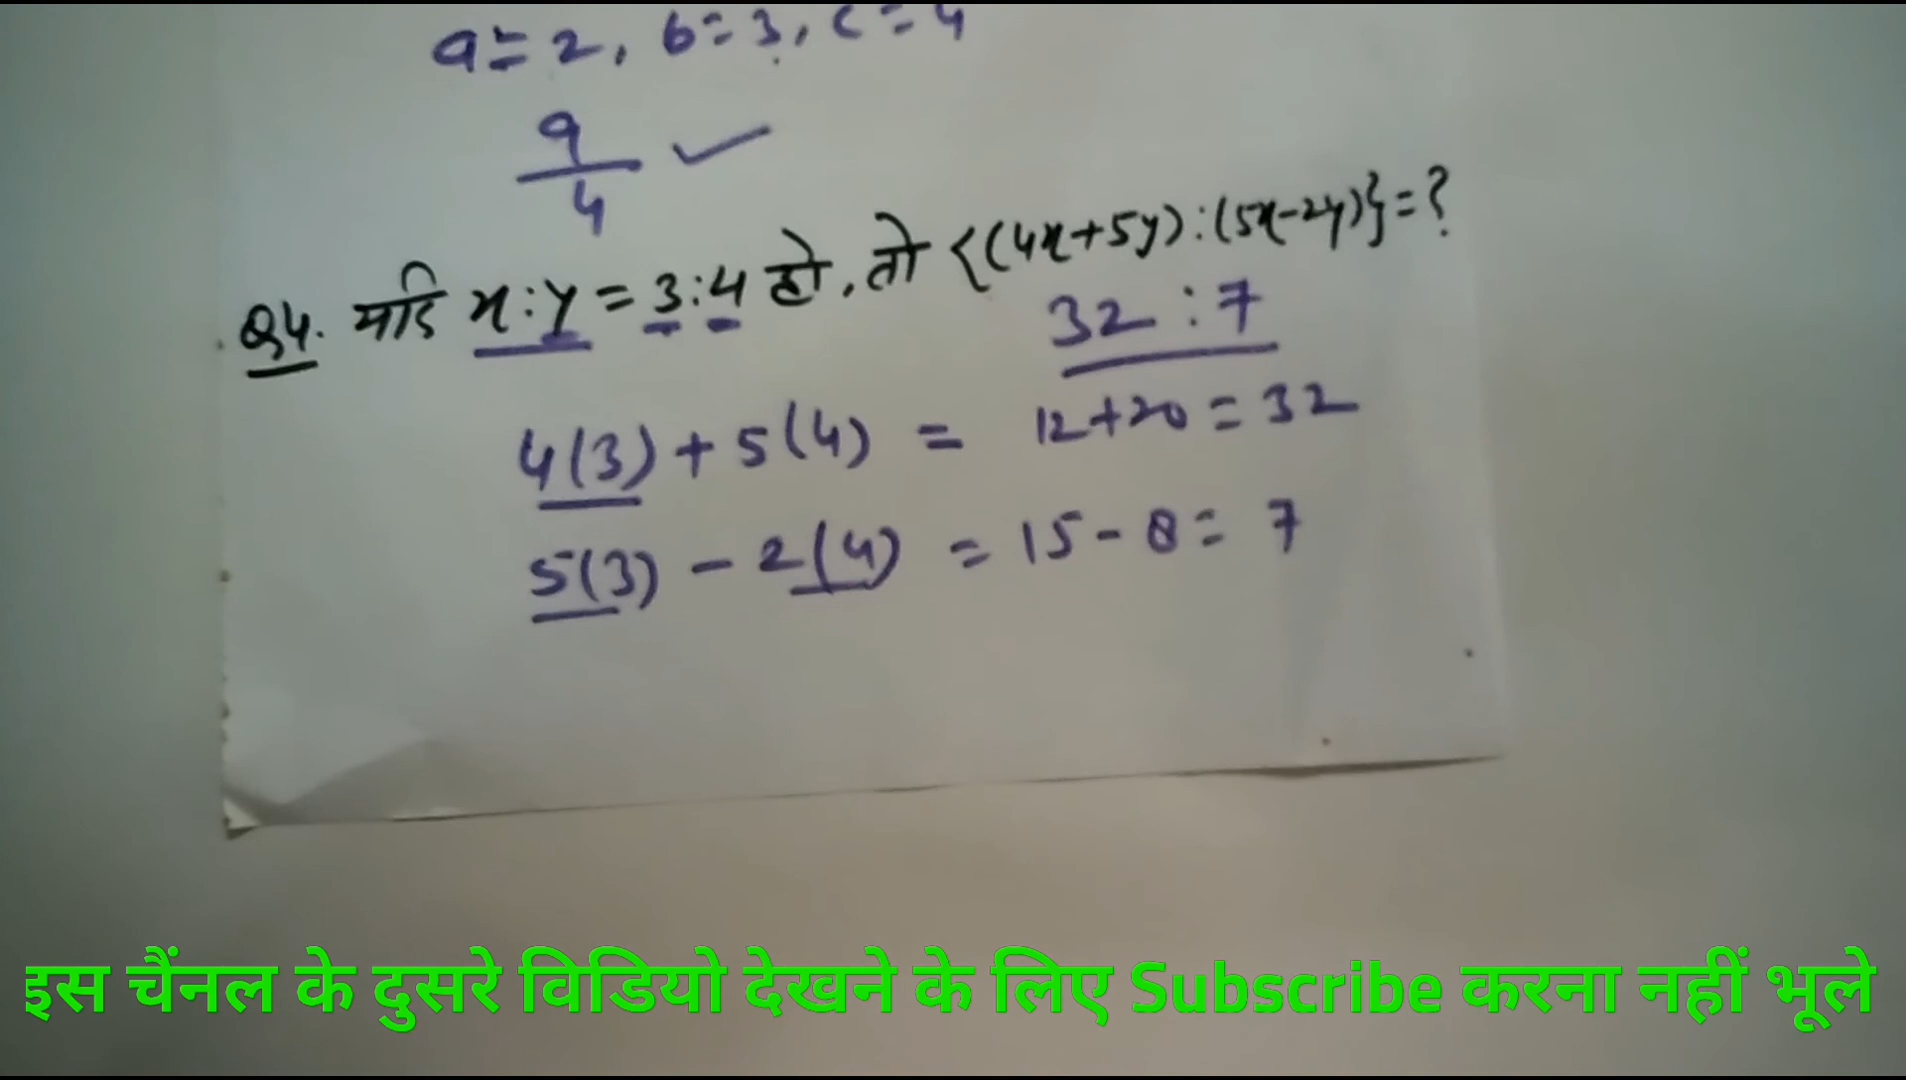 a = 2, b = 3, c = 4
9
4
Q4. यदि x : y = 3 : 4 हो, तो {(4x+5y) : (5x-2y)} = ?
32 : 7
4(3) + 5(4) = 12+20 = 32
5(3) - 2(4) = 15 - 8 = 7
इस चैंनल के दुसरे विडियो देखने के लिए Subscribe करना नहीं भूले